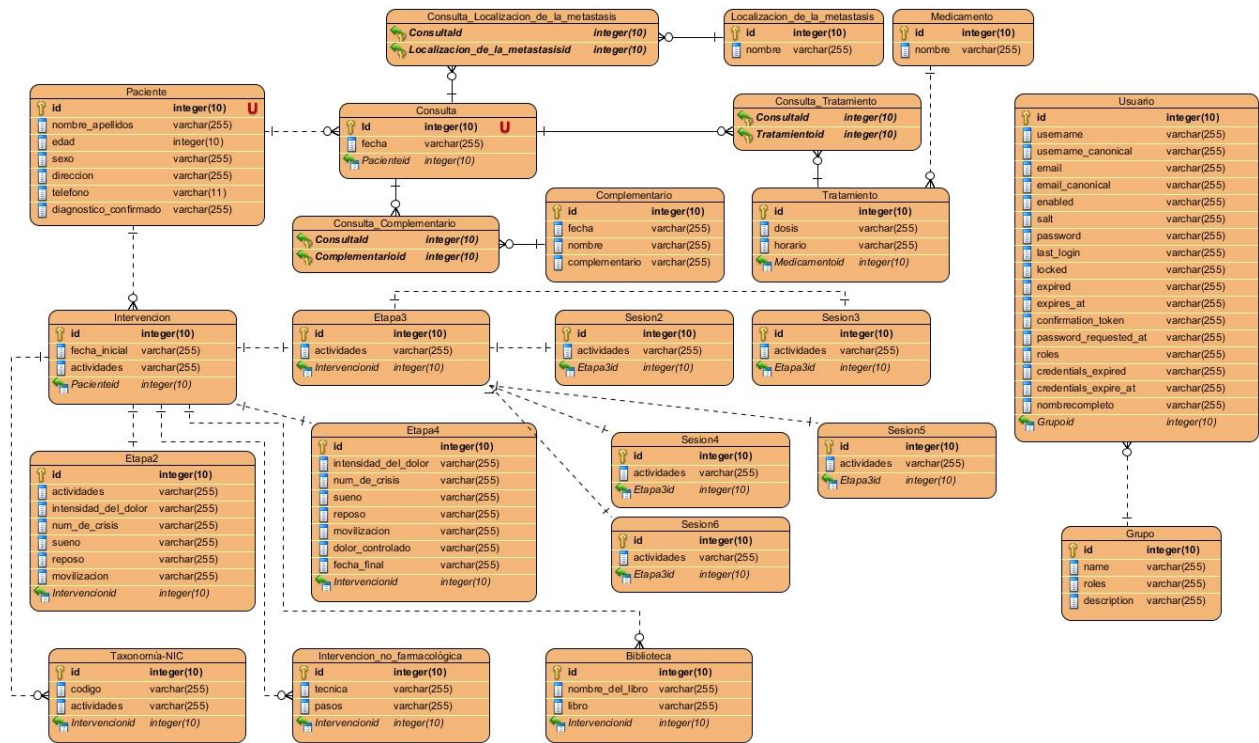 Consulta_Localizacion_de_la_metastasis
ConsultaId integer(10)
Localizacion_de_la_metastasisid integer(10)
Localizacion_de_la_metastasis
id integer(10)
nombre varchar(255)
Medicamento
id integer(10)
nombre varchar(255)
Paciente
id integer(10) U
nombre_apellidos varchar(255)
edad integer(10)
sexo varchar(255)
direccion varchar(255)
telefono varchar(11)
diagnostico_confirmado varchar(255)
Consulta
Id integer(10) U
fecha varchar(255)
Pacienteid integer(10)
Consulta_Tratamiento
ConsultaId integer(10)
Tratamientoid integer(10)
Usuario
id integer(10)
username varchar(255)
username_canonical varchar(255)
email varchar(255)
email_canonical varchar(255)
enabled varchar(255)
salt varchar(255)
password varchar(255)
last_login varchar(255)
locked varchar(255)
expired varchar(255)
expires_at varchar(255)
confirmation_token varchar(255)
password_requested_at varchar(255)
roles varchar(255)
credentials_expired varchar(255)
credentials_expire_at varchar(255)
nombrecompleto varchar(255)
Grupoid integer(10)
Consulta_Complementario
ConsultaId integer(10)
Complementarioid integer(10)
Complementario
id integer(10)
fecha varchar(255)
nombre varchar(255)
complementario varchar(255)
Tratamiento
id integer(10)
dosis varchar(255)
horario varchar(255)
Medicamentoid integer(10)
Intervencion
id integer(10)
fecha_inicial varchar(255)
actividades varchar(255)
Pacienteid integer(10)
Etapa3
id integer(10)
actividades varchar(255)
Intervencionid integer(10)
Sesion2
id integer(10)
actividades varchar(255)
Etapa3id integer(10)
Sesion3
id integer(10)
actividades varchar(255)
Etapa3id integer(10)
Etapa2
id integer(10)
actividades varchar(255)
intensidad_del_dolor varchar(255)
num_de_crisis varchar(255)
sueno varchar(255)
reposo varchar(255)
movilizacion varchar(255)
Intervencionid integer(10)
Etapa4
id integer(10)
intensidad_del_dolor varchar(255)
num_de_crisis varchar(255)
sueno varchar(255)
reposo varchar(255)
movilizacion varchar(255)
dolor_controlado varchar(255)
fecha_final varchar(255)
Intervencionid integer(10)
Sesion4
id integer(10)
actividades varchar(255)
Etapa3id integer(10)
Sesion5
id integer(10)
actividades varchar(255)
Etapa3id integer(10)
Sesion6
id integer(10)
actividades varchar(255)
Etapa3id integer(10)
Grupo
id integer(10)
name varchar(255)
roles varchar(255)
description varchar(255)
Taxonomía-NIC
id integer(10)
codigo varchar(255)
actividades varchar(255)
Intervencionid integer(10)
Intervencion_no_farmacológica
id integer(10)
tecnica varchar(255)
pasos varchar(255)
Intervencionid integer(10)
Biblioteca
id integer(10)
nombre_del_libro varchar(255)
libro varchar(255)
Intervencionid integer(10)